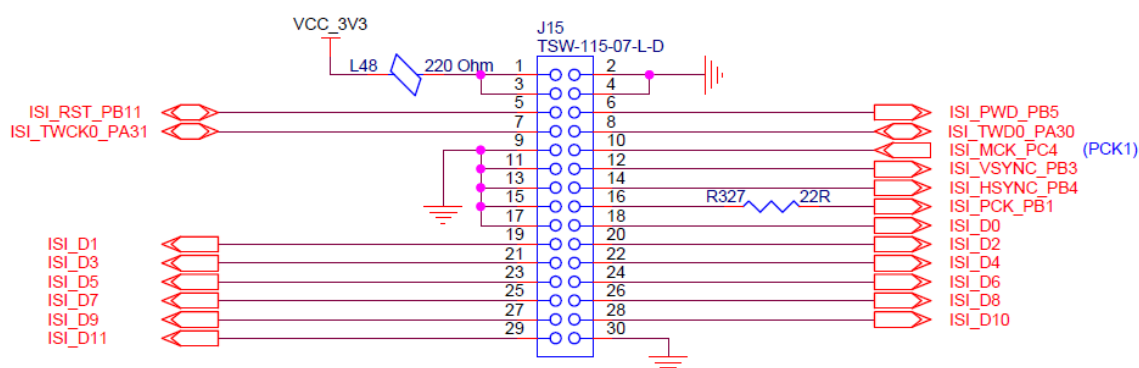 VCC_3V3
J15
TSW-115-07-L-D
L48 220 Ohm 1 2
3 4
ISI_RST_PB11 5 6 ISI_PWD_PB5
ISI_TWCK0_PA31 7 8 ISI_TWD0_PA30
9 10 ISI_MCK_PC4 (PCK1)
11 12 ISI_VSYNC_PB3
13 14 ISI_HSYNC_PB4
15 16 R327 22R ISI_PCK_PB1
17 18 ISI_D0
ISI_D1 19 20 ISI_D2
ISI_D3 21 22 ISI_D4
ISI_D5 23 24 ISI_D6
ISI_D7 25 26 ISI_D8
ISI_D9 27 28 ISI_D10
ISI_D11 29 30